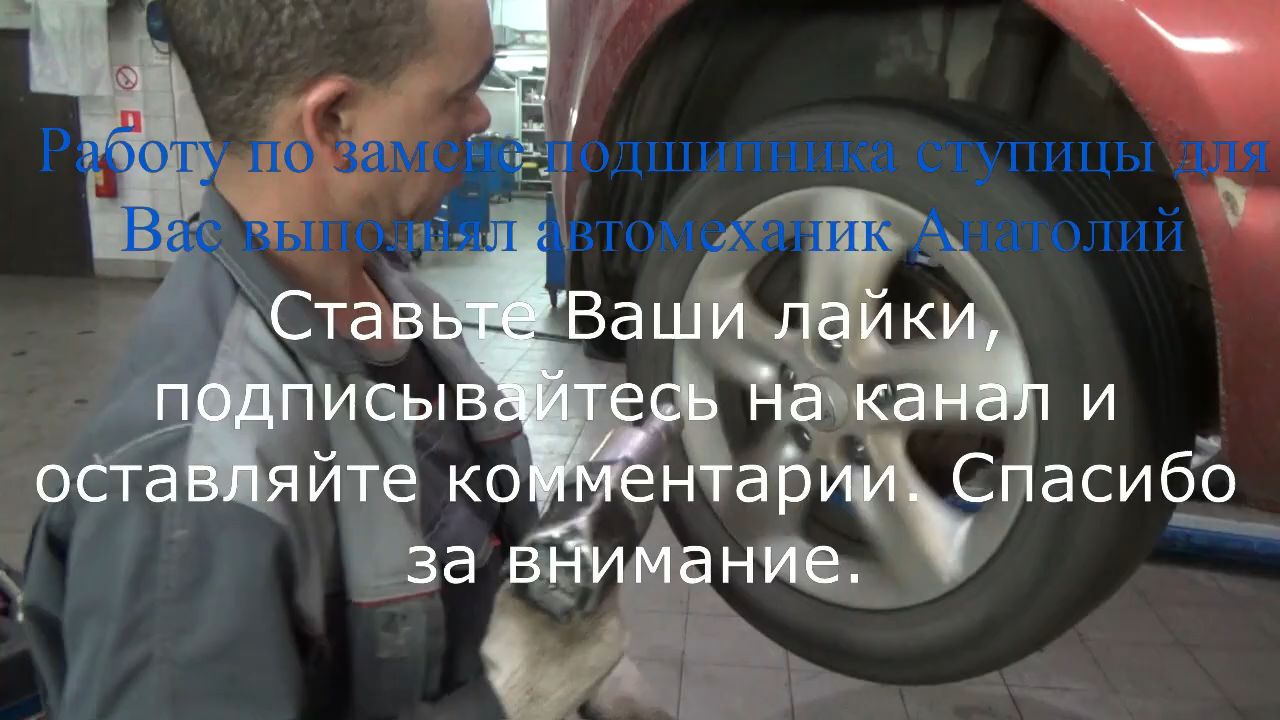 Работу по замене подшипника ступицы для
Вас выполнял автомеханик Анатолий
Ставьте Ваши лайки,
подписывайтесь на канал и
оставляйте комментарии. Спасибо
за внимание.